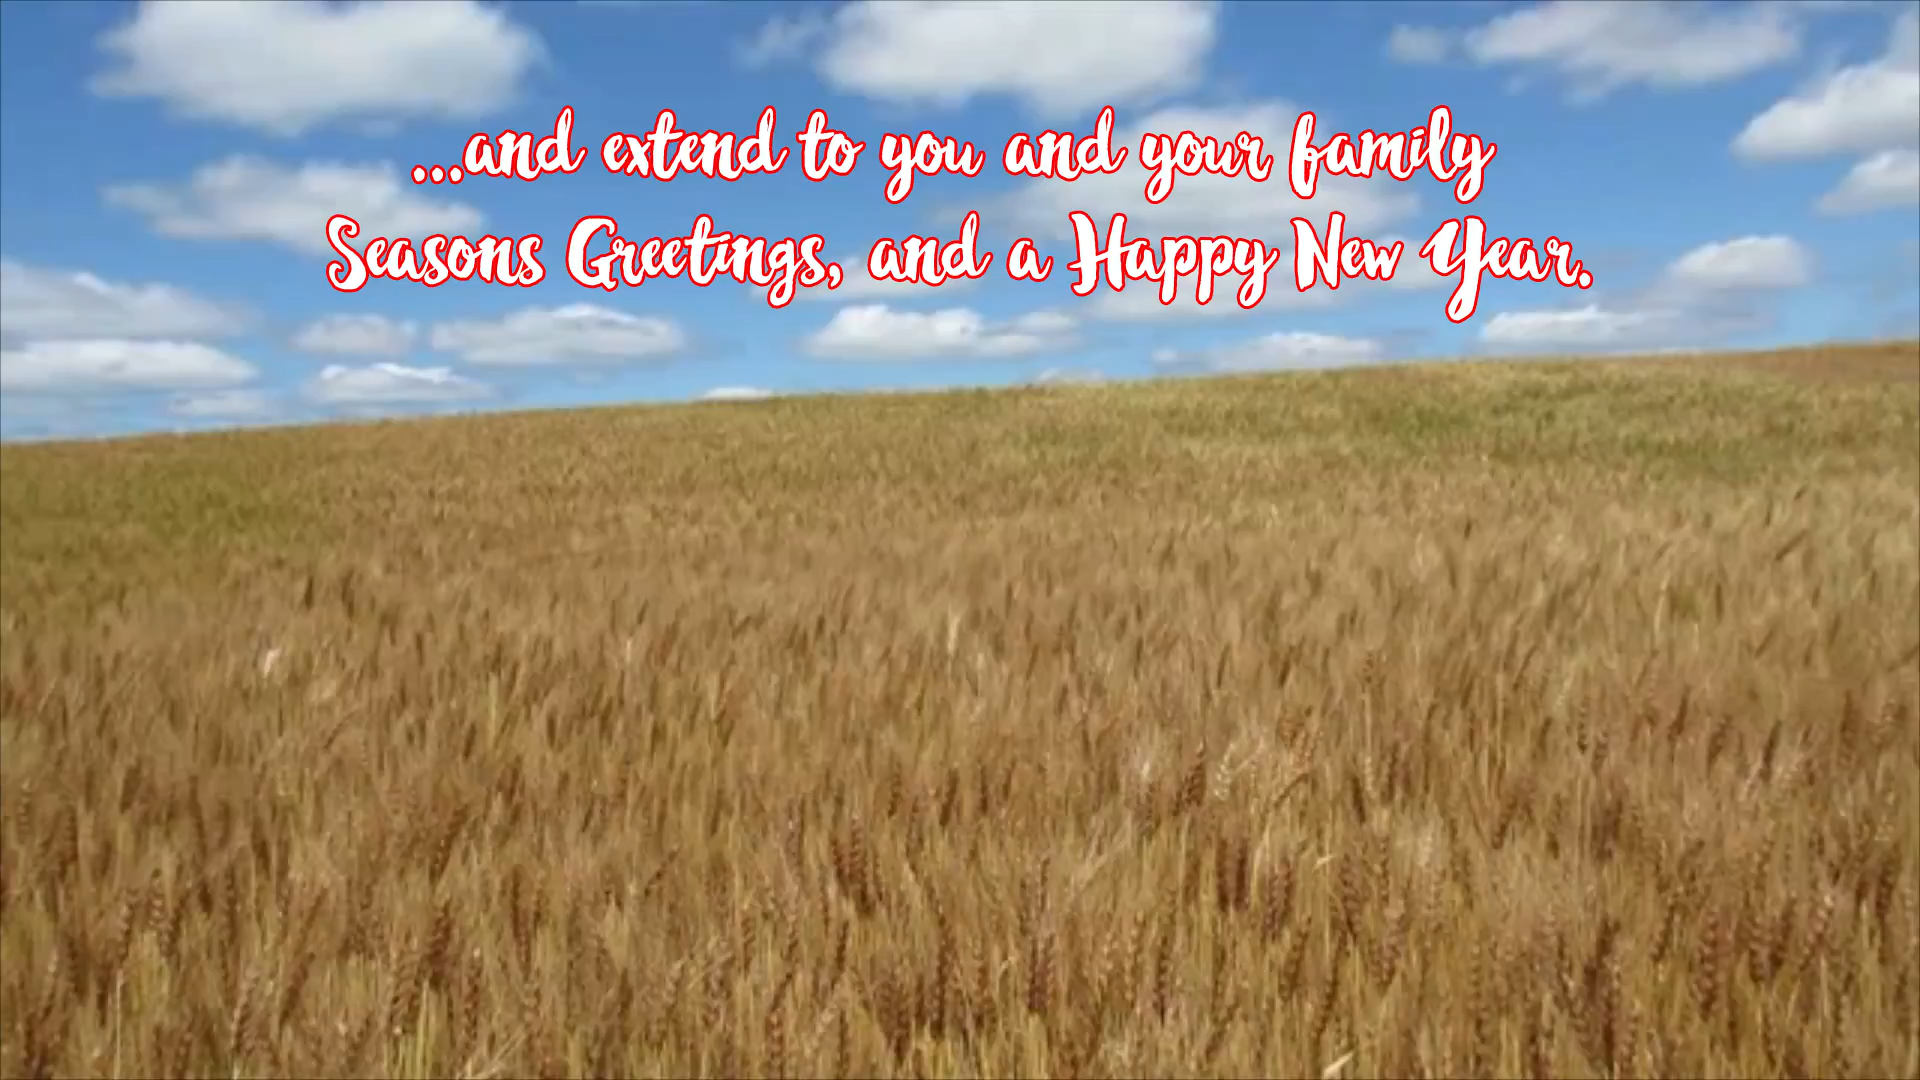 ...and extend to you and your family
Seasons Greetings, and a Happy New Year.